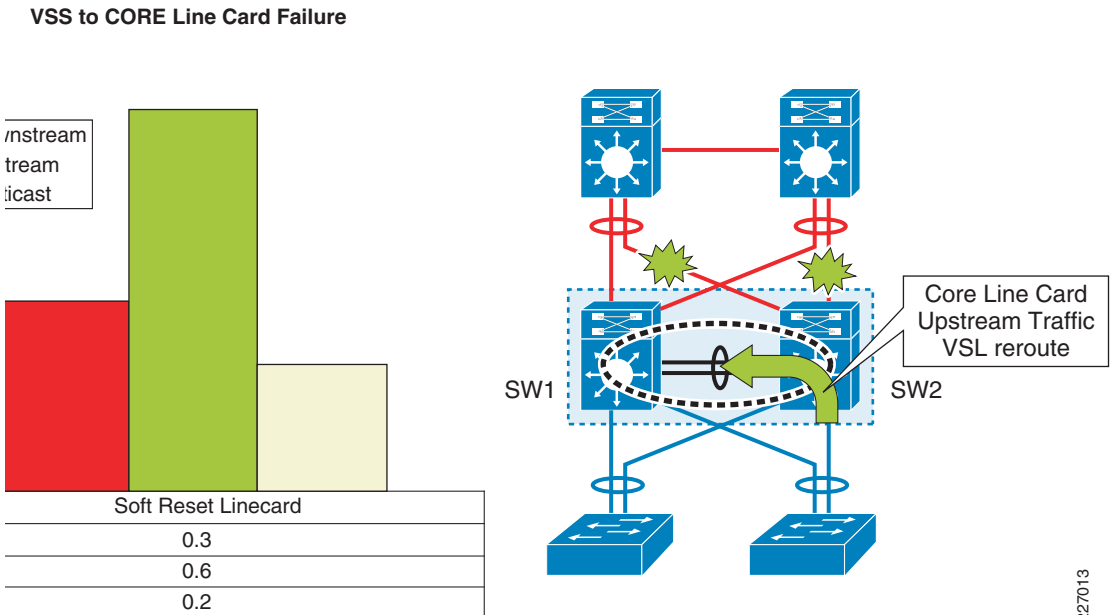 VSS to CORE Line Card Failure
tream
Soft Reset Linecard
0.3
0.6
0.2
SW1
SW2
Core Line Card
Upstream Traffic
VSL reroute
27013